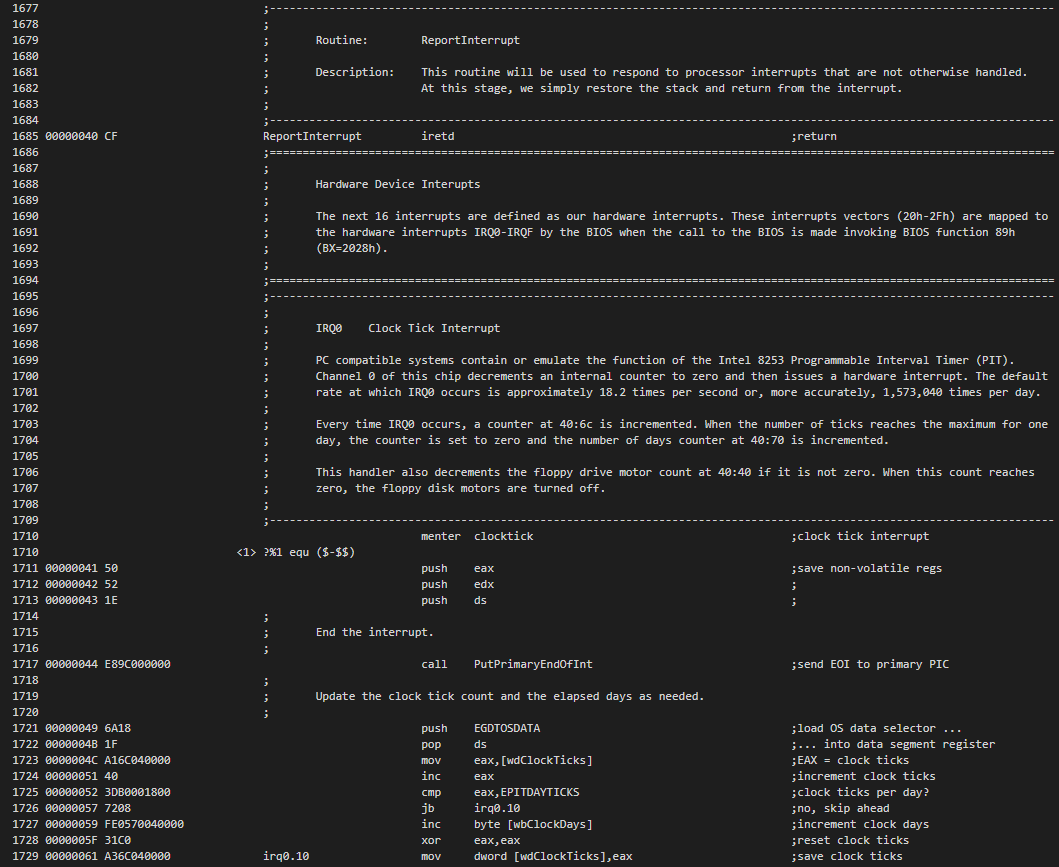 1677 ;-----------------------------------------------------------------------------------------------------------------------
1678 ;
1679 ; Routine: ReportInterrupt
1680 ;
1681 ; Description: This routine will be used to respond to processor interrupts that are not otherwise handled.
1682 ; At this stage, we simply restore the stack and return from the interrupt.
1683 ;
1684 ;-----------------------------------------------------------------------------------------------------------------------
1685 00000040 CF ReportInterrupt iretd ;return
1686 ;=======================================================================================================================
1687 ;
1688 ; Hardware Device Interupts
1689 ;
1690 ; The next 16 interrupts are defined as our hardware interrupts. These interrupts vectors (20h-2Fh) are mapped to
1691 ; the hardware interrupts IRQ0-IRQF by the BIOS when the call to the BIOS is made invoking BIOS function 89h
1692 ; (BX=2028h).
1693 ;
1694 ;=======================================================================================================================
1695 ;-----------------------------------------------------------------------------------------------------------------------
1696 ;
1697 ; IRQ0 Clock Tick Interrupt
1698 ;
1699 ; PC compatible systems contain or emulate the function of the Intel 8253 Programmable Interval Timer (PIT).
1700 ; Channel 0 of this chip decrements an internal counter to zero and then issues a hardware interrupt. The default
1701 ; rate at which IRQ0 occurs is approximately 18.2 times per second or, more accurately, 1,573,040 times per day.
1702 ;
1703 ; Every time IRQ0 occurs, a counter at 40:6c is incremented. When the number of ticks reaches the maximum for one
1704 ; day, the counter is set to zero and the number of days counter at 40:70 is incremented.
1705 ;
1706 ; This handler also decrements the floppy drive motor count at 40:40 if it is not zero. When this count reaches
1707 ; zero, the floppy disk motors are turned off.
1708 ;
1709 ;-----------------------------------------------------------------------------------------------------------------------
1710 menter clocktick ;clock tick interrupt
1710 <1> ?%1 equ ($-$$)
1711 00000041 50 push eax ;save non-volatile regs
1712 00000042 52 push edx ;
1713 00000043 1E push ds ;
1714 ;
1715 ; End the interrupt.
1716 ;
1717 00000044 E89C000000 call PutPrimaryEndOfInt ;send EOI to primary PIC
1718 ;
1719 ; Update the clock tick count and the elapsed days as needed.
1720 ;
1721 00000049 6A18 push EGDTOSDATA ;load OS data selector ...
1722 0000004B 1F pop ds ;... into data segment register
1723 0000004C A16C040000 mov eax,[wdClockTicks] ;EAX = clock ticks
1724 00000051 40 inc eax ;increment clock ticks
1725 00000052 3DB0001800 cmp eax,EPITDAYTICKS ;clock ticks per day?
1726 00000057 7208 jb irq0.10 ;no, skip ahead
1727 00000059 FE0570040000 inc byte [wbClockDays] ;increment clock days
1728 0000005F 31C0 xor eax,eax ;reset clock ticks
1729 00000061 A36C040000 irq0.10 mov dword [wdClockTicks],eax ;save clock ticks